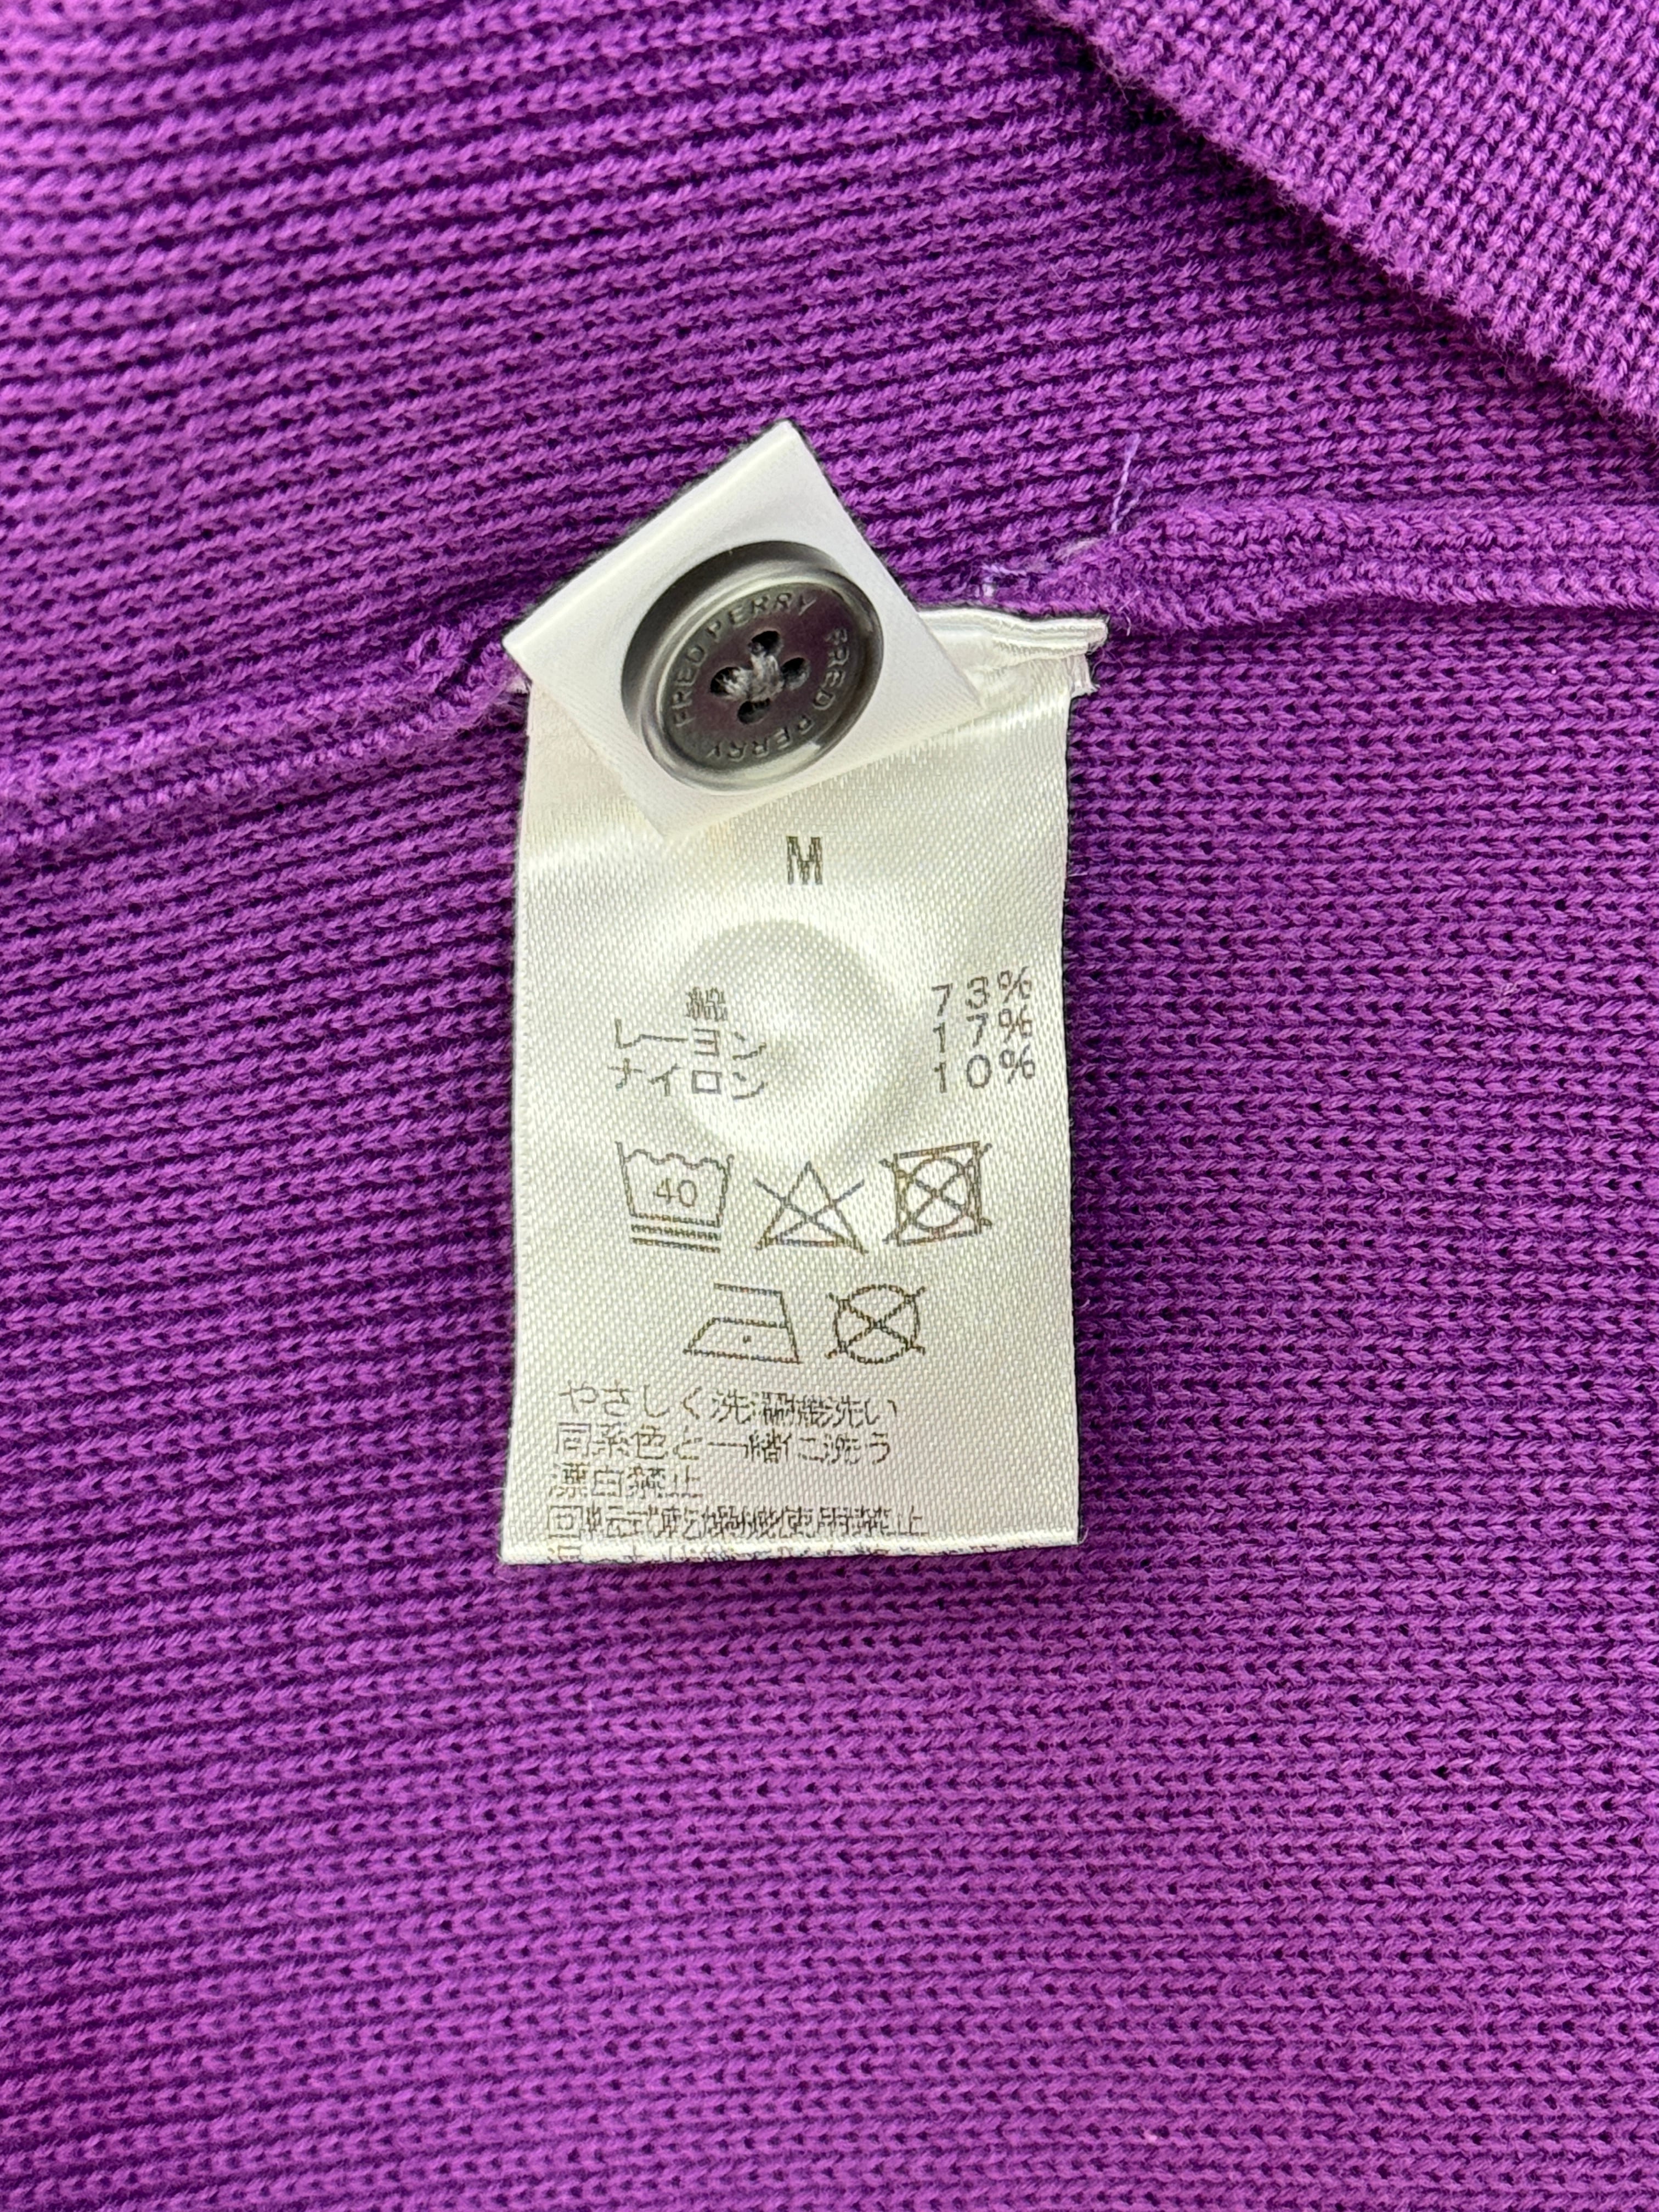 FRED PERRY FRED PERRY
M
綿 73%
レーヨン 17%
ナイロン 10%
40
やさしく洗濯機洗い
同系色と一緒に洗う
漂白禁止
回転式乾燥機使用禁止